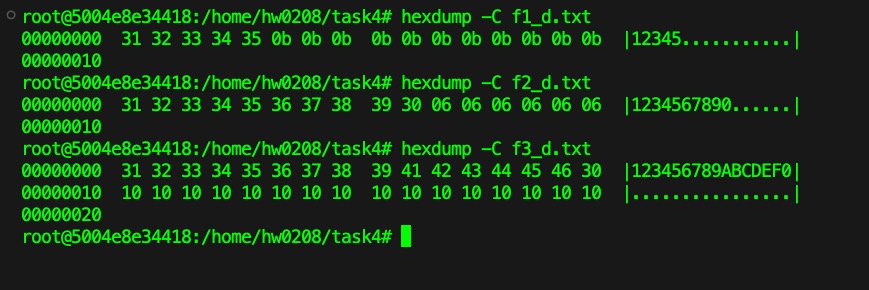 root@5004e8e34418:/home/hw0208/task4# hexdump -C f1_d.txt
00000000  31 32 33 34 35 0b 0b 0b  0b 0b 0b 0b 0b 0b 0b 0b  |12345...........|
00000010
root@5004e8e34418:/home/hw0208/task4# hexdump -C f2_d.txt
00000000  31 32 33 34 35 36 37 38  39 30 06 06 06 06 06 06  |1234567890......|
00000010
root@5004e8e34418:/home/hw0208/task4# hexdump -C f3_d.txt
00000000  31 32 33 34 35 36 37 38  39 41 42 43 44 45 46 30  |123456789ABCDEF0|
00000010  10 10 10 10 10 10 10 10  10 10 10 10 10 10 10 10  |................|
00000020
root@5004e8e34418:/home/hw0208/task4#